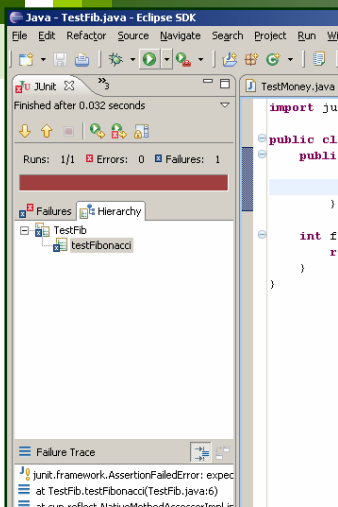 Java - TestFib.java - Eclipse SDK
File Edit Refactor Source Navigate Search Project Run
JUnit 3 TestMoney.java
Finished after 0.032 seconds
import ju
public cl
Runs: 1/1 Errors: 0 Failures: 1
publi
}
Failures Hierarchy
TestFib
int f
testFibonacci
r
}
}
Failure Trace
junit.framework.AssertionFailedError: expec
at TestFib.testFibonacci(TestFib.java:6)